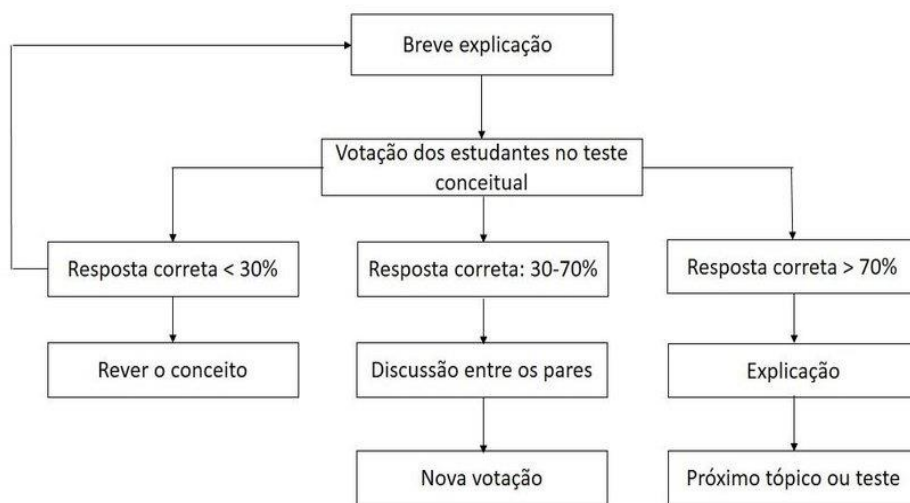 Breve explicação
Votação dos estudantes no teste
conceitual
Resposta correta < 30%
Resposta correta: 30-70%
Resposta correta > 70%
Rever o conceito
Discussão entre os pares
Explicação
Nova votação
Próximo tópico ou teste